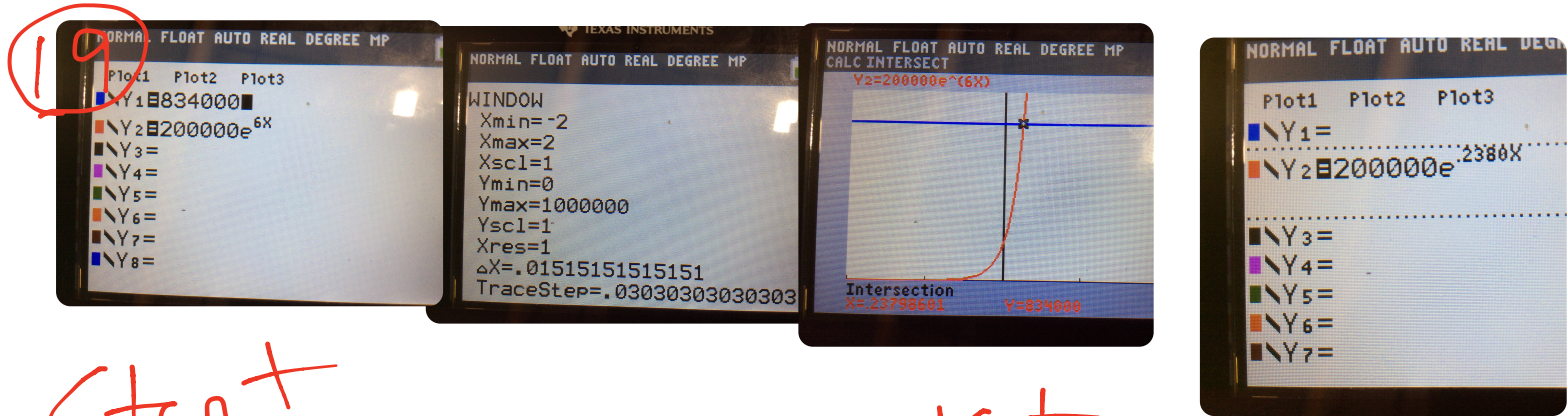 19
NORMAL FLOAT AUTO REAL DEGREE MP
Plot1 Plot2 Plot3
\Y1=834000
\Y2=200000e^6X
\Y3=
\Y4=
\Y5=
\Y6=
\Y7=
\Y8=
TEXAS INSTRUMENTS
NORMAL FLOAT AUTO REAL DEGREE MP
WINDOW
Xmin=-2
Xmax=2
Xscl=1
Ymin=0
Ymax=1000000
Yscl=1
Xres=1
△X=.01515151515151
TraceStep=.03030303030303
NORMAL FLOAT AUTO REAL DEGREE MP
CALC INTERSECT
Y2=200000e^(6X)
Intersection
X=.23798601 Y=834000
NORMAL FLOAT AUTO REAL
Plot1 Plot2 Plot3
\Y1=
\Y2=200000e^.2380X
\Y3=
\Y4=
\Y5=
\Y6=
\Y7=